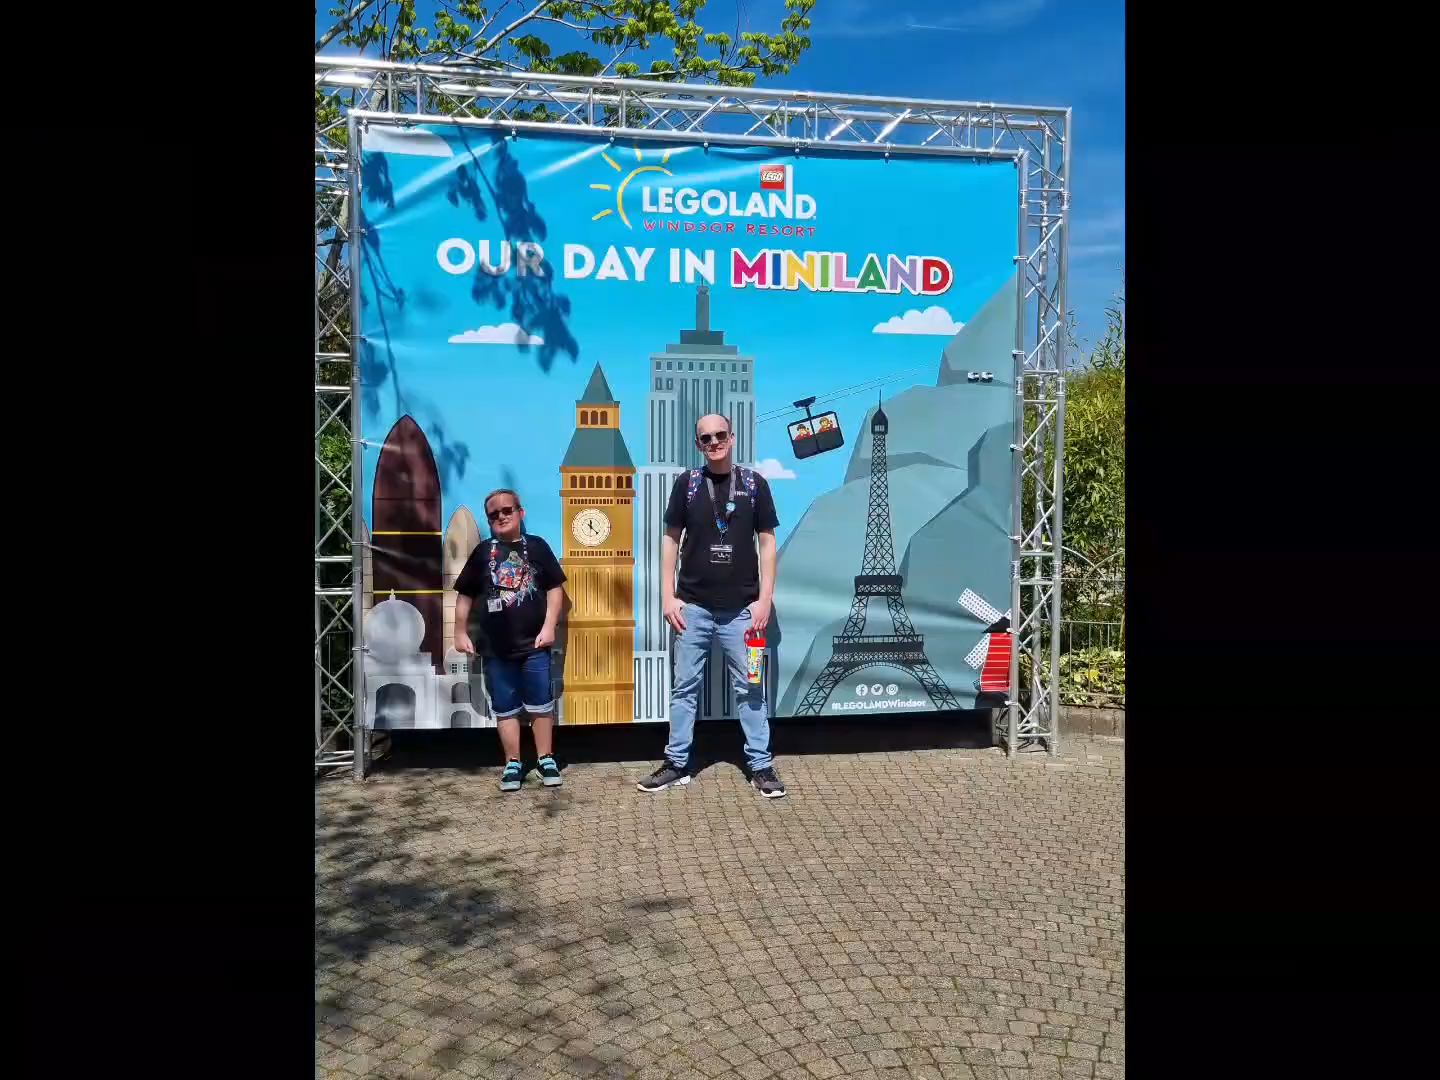 LEGO
LEGOLAND
WINDSOR RESORT
OUR DAY IN MINILAND
#LEGOLANDWindsor